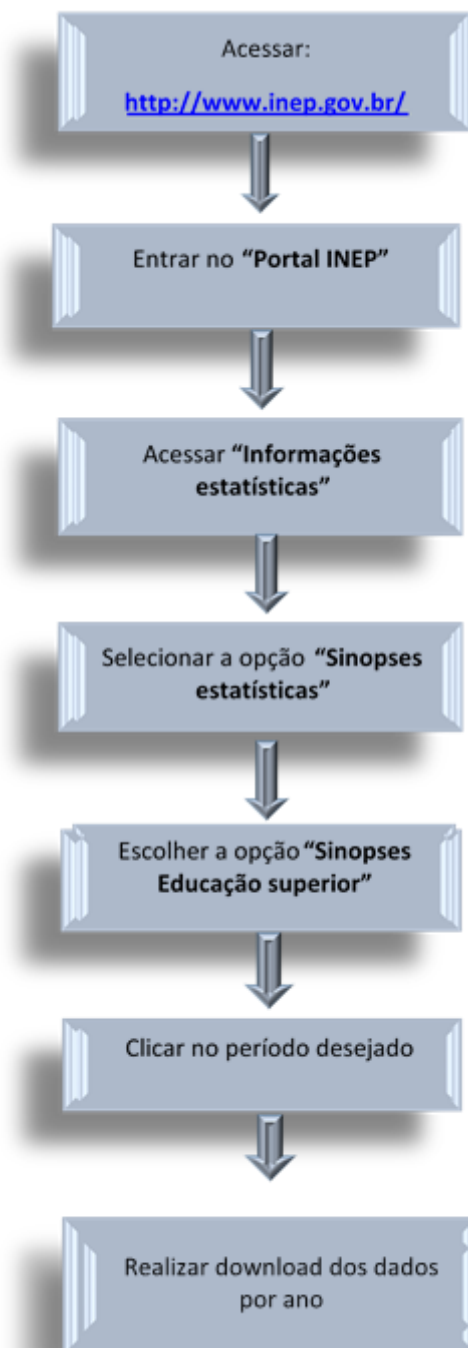 Acessar:
http://www.inep.gov.br/
Entrar no “Portal INEP”
Acessar “Informações
estatísticas”
Selecionar a opção “Sinopses
estatísticas”
Escolher a opção “Sinopses
Educação superior”
Clicar no período desejado
Realizar download dos dados
por ano